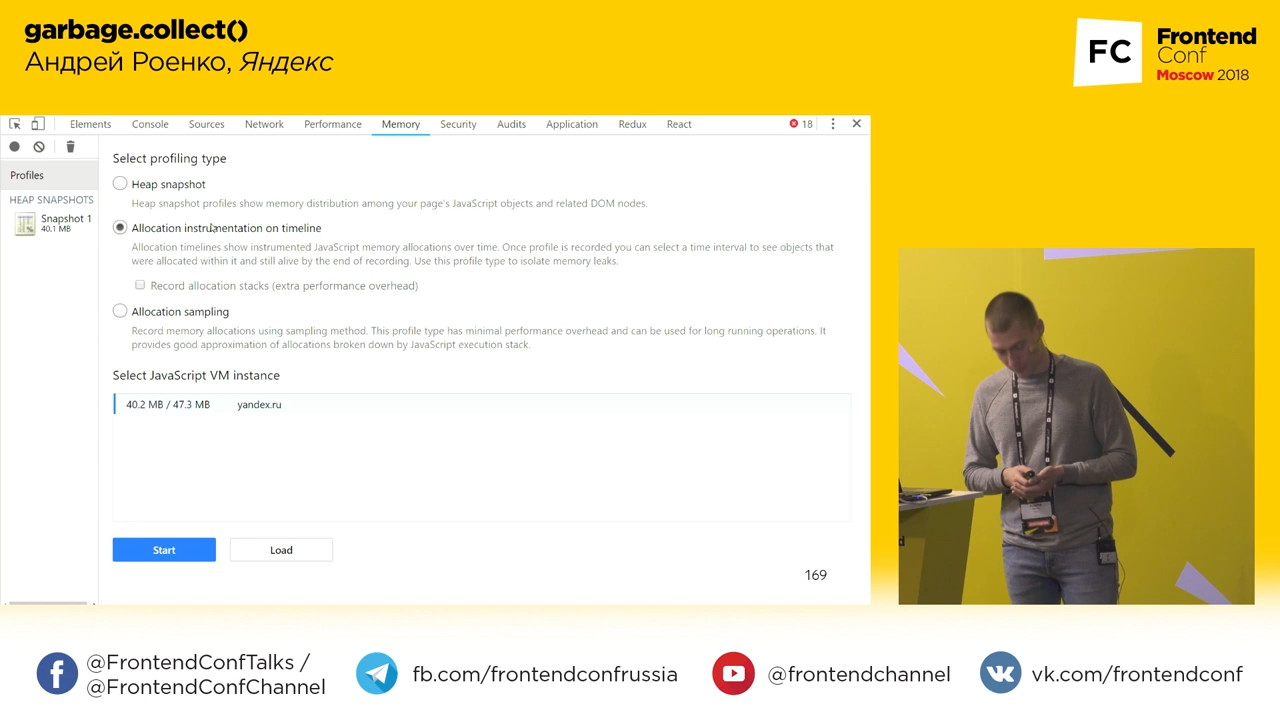 garbage.collect()
Андрей Роенко, Яндекс
FC
Frontend
Conf
Moscow 2018
Elements Console Sources Network Performance Memory Security Audits Application Redux React 18
Profiles
HEAP SNAPSHOTS
Snapshot 1
40.1 MB
Select profiling type
Heap snapshot
Heap snapshot profiles show memory distribution among your page's JavaScript objects and related DOM nodes.
Allocation instrumentation on timeline
Allocation timelines show instrumented JavaScript memory allocations over time. Once profile is recorded you can select a time interval to see objects that
were allocated within it and still alive by the end of recording. Use this profile type to isolate memory leaks.
Record allocation stacks (extra performance overhead)
Allocation sampling
Record memory allocations using sampling method. This profile type has minimal performance overhead and can be used for long running operations. It
provides good approximation of allocations broken down by JavaScript execution stack.
Select JavaScript VM instance
40.2 MB / 47.3 MB yandex.ru
Start Load
169
@FrontendConfTalks /
@FrontendConfChannel
fb.com/frontendconfrussia
@frontendchannel
vk.com/frontendconf